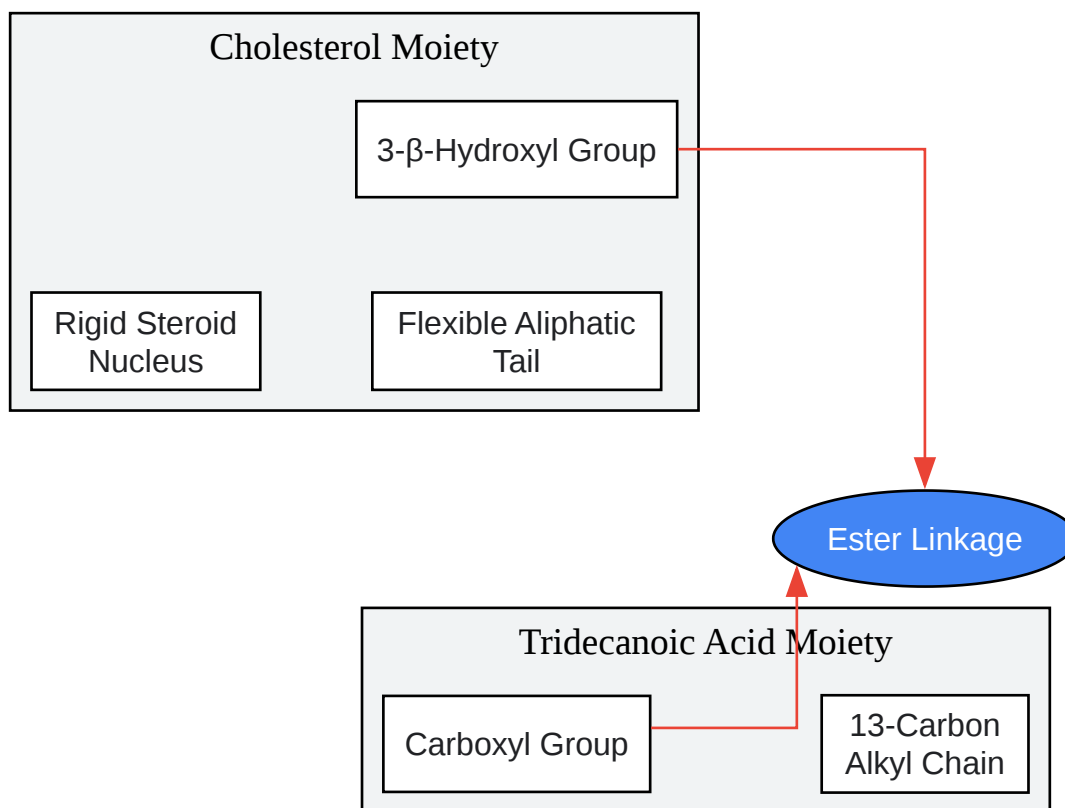 Cholesterol Moiety
3-β-Hydroxyl Group
Rigid Steroid
Nucleus
Flexible Aliphatic
Tail
Ester Linkage
Tridecanoic Acid Moiety
Carboxyl Group
13-Carbon
Alkyl Chain